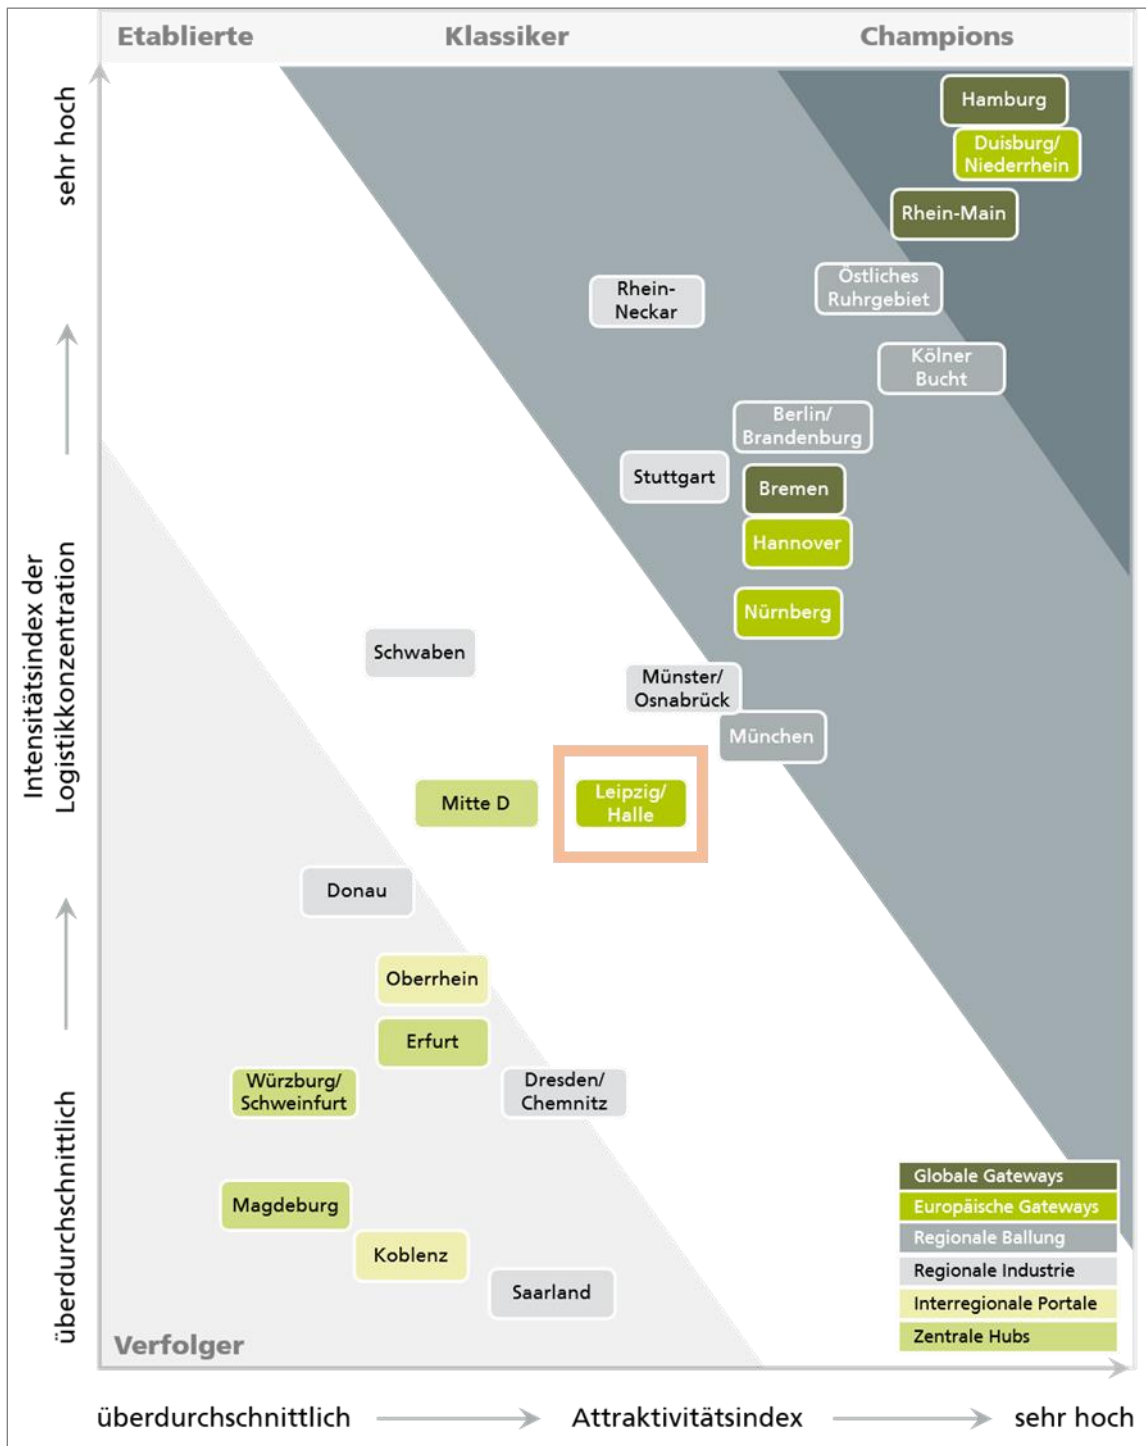 Etablierte
Klassiker
Champions
sehr hoch
Intensitätsindex der
Logistikkonzentration
überdurchschnittlich
Hamburg
Duisburg/
Niederrhein
Rhein-Main
Östliches
Ruhrgebiet
Rhein-
Neckar
Kölner
Bucht
Berlin/
Brandenburg
Stuttgart
Bremen
Hannover
Nürnberg
Schwaben
Münster/
Osnabrück
München
Mitte D
Leipzig/
Halle
Donau
Oberrhein
Erfurt
Würzburg/
Schweinfurt
Dresden/
Chemnitz
Magdeburg
Koblenz
Saarland
Globale Gateways
Europäische Gateways
Regionale Ballung
Regionale Industrie
Interregionale Portale
Zentrale Hubs
Verfolger
überdurchschnittlich
Attraktivitätsindex
sehr hoch